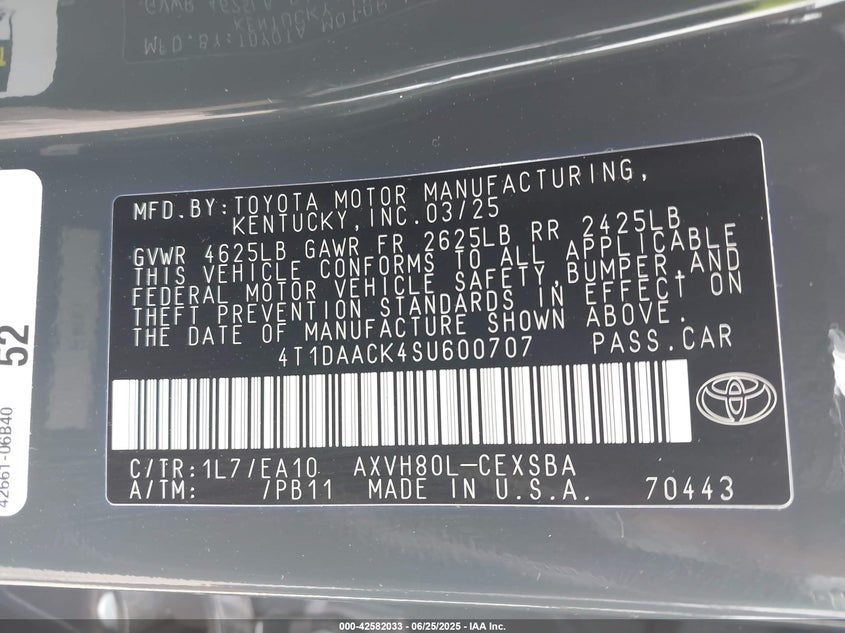 MFD.BY:TOYOTA MOTOR MANUFACTURING,
KENTUCKY,INC.03/25
GVWR 4625LB GAWR FR 2625LB RR 2425LB
THIS VEHICLE CONFORMS TO ALL APPLICABLE
FEDERAL MOTOR VEHICLE SAFETY,BUMPER,AND
THEFT PREVENTION STANDARDS IN EFFECT ON
THE DATE OF MANUFACTURE SHOWN ABOVE.
4T1DAACK4SU600707 PASS.CAR
C/TR:1L7/EA10 AXVH80L-CEXSBA
A/TM: /PB11 MADE IN U.S.A. 70443
52
42661-06B40
000-42582033 - 06/25/2025 - IAA Inc.